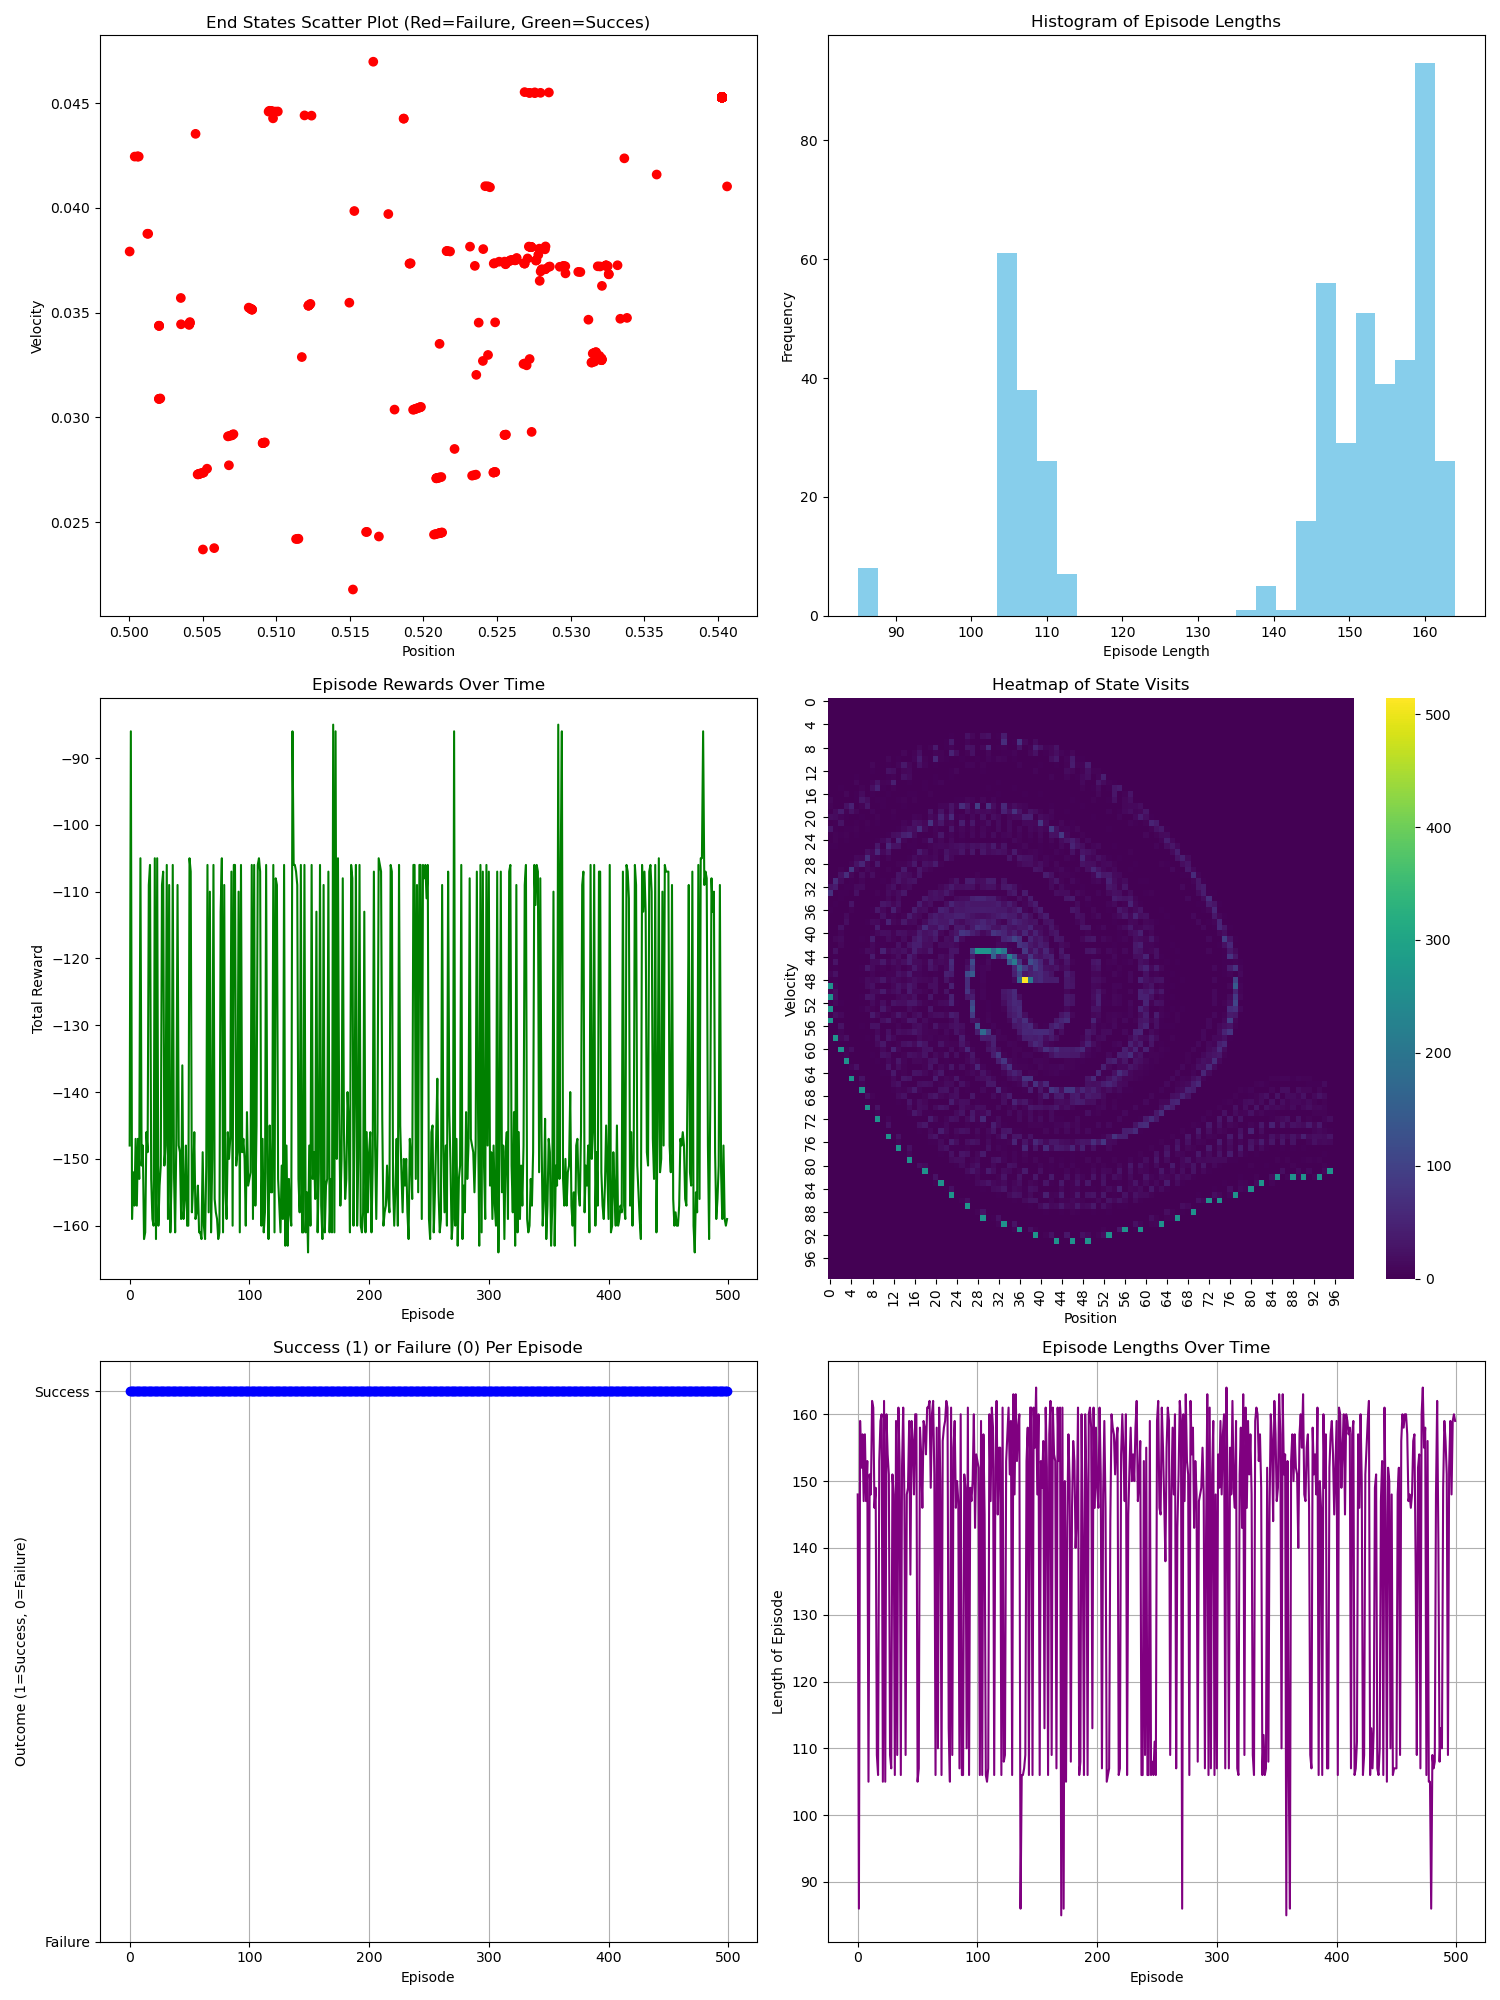 End States Scatter Plot (Red=Failure, Green=Succes)
Velocity
0.045
0.040
0.035
0.030
0.025
0.500 0.505 0.510 0.515 0.520 0.525 0.530 0.535 0.540
Position
Histogram of Episode Lengths
Frequency
80
60
40
20
0
90 100 110 120 130 140 150 160
Episode Length
Episode Rewards Over Time
Total Reward
−90
−100
−110
−120
−130
−140
−150
−160
0 100 200 300 400 500
Episode
Heatmap of State Visits
Velocity
0
4
8
12
16
20
24
28
32
36
40
44
48
52
56
60
64
68
72
76
80
84
88
92
96
0 4 8 12 16 20 24 28 32 36 40 44 48 52 56 60 64 68 72 76 80 84 88 92 96
Position
500
400
300
200
100
0
Success (1) or Failure (0) Per Episode
Outcome (1=Success, 0=Failure)
Success
Failure
0 100 200 300 400 500
Episode
Episode Lengths Over Time
Length of Episode
160
150
140
130
120
110
100
90
0 100 200 300 400 500
Episode